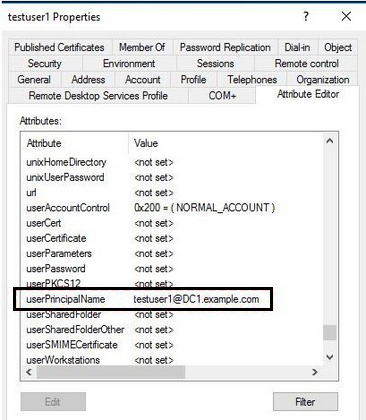 testuser1 Properties ? ×
Published Certificates Member Of Password Replication Dial-in Object
Security Environment Sessions Remote control
General Address Account Profile Telephones Organization
Remote Desktop Services Profile COM+ Attribute Editor
Attributes:
Attribute Value
unixHomeDirectory <not set>
unixUserPassword <not set>
url <not set>
userAccountControl 0x200 = ( NORMAL_ACCOUNT )
userCert <not set>
userCertificate <not set>
userParameters <not set>
userPassword <not set>
userPKCS12 <not set>
userPrincipalName testuser1@DC1.example.com
userSharedFolder <not set>
userSharedFolderOther <not set>
userSMIMECertificate <not set>
userWorkstations <not set>
Edit Filter